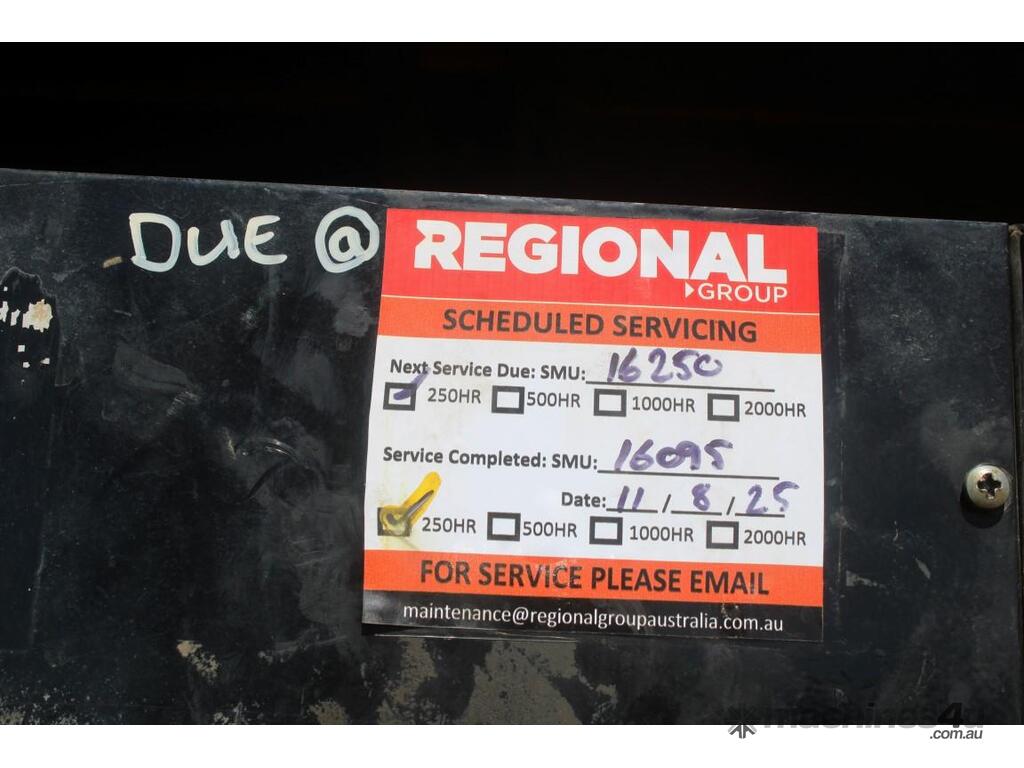 DUE @
REGIONAL
GROUP
SCHEDULED SERVICING
Next Service Due: SMU: 16250
250HR 500HR 1000HR 2000HR
Service Completed: SMU: 16095
Date: 11 / 8 / 25
250HR 500HR 1000HR 2000HR
FOR SERVICE PLEASE EMAIL
maintenance@regionalgroupaustralia.com.au
machines4u
.com.au